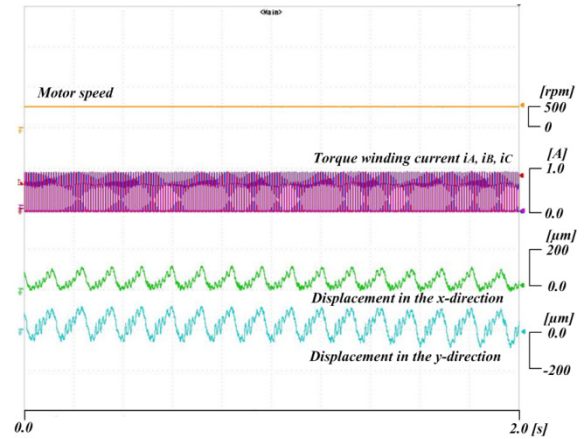 Main
[rpm]
Motor speed
500
0
[A]
Torque winding current iA, iB, iC
1.0
0.0
[μm]
200
0.0
Displacement in the x-direction
[μm]
0.0
Displacement in the y-direction
-200
0.0
2.0 [s]